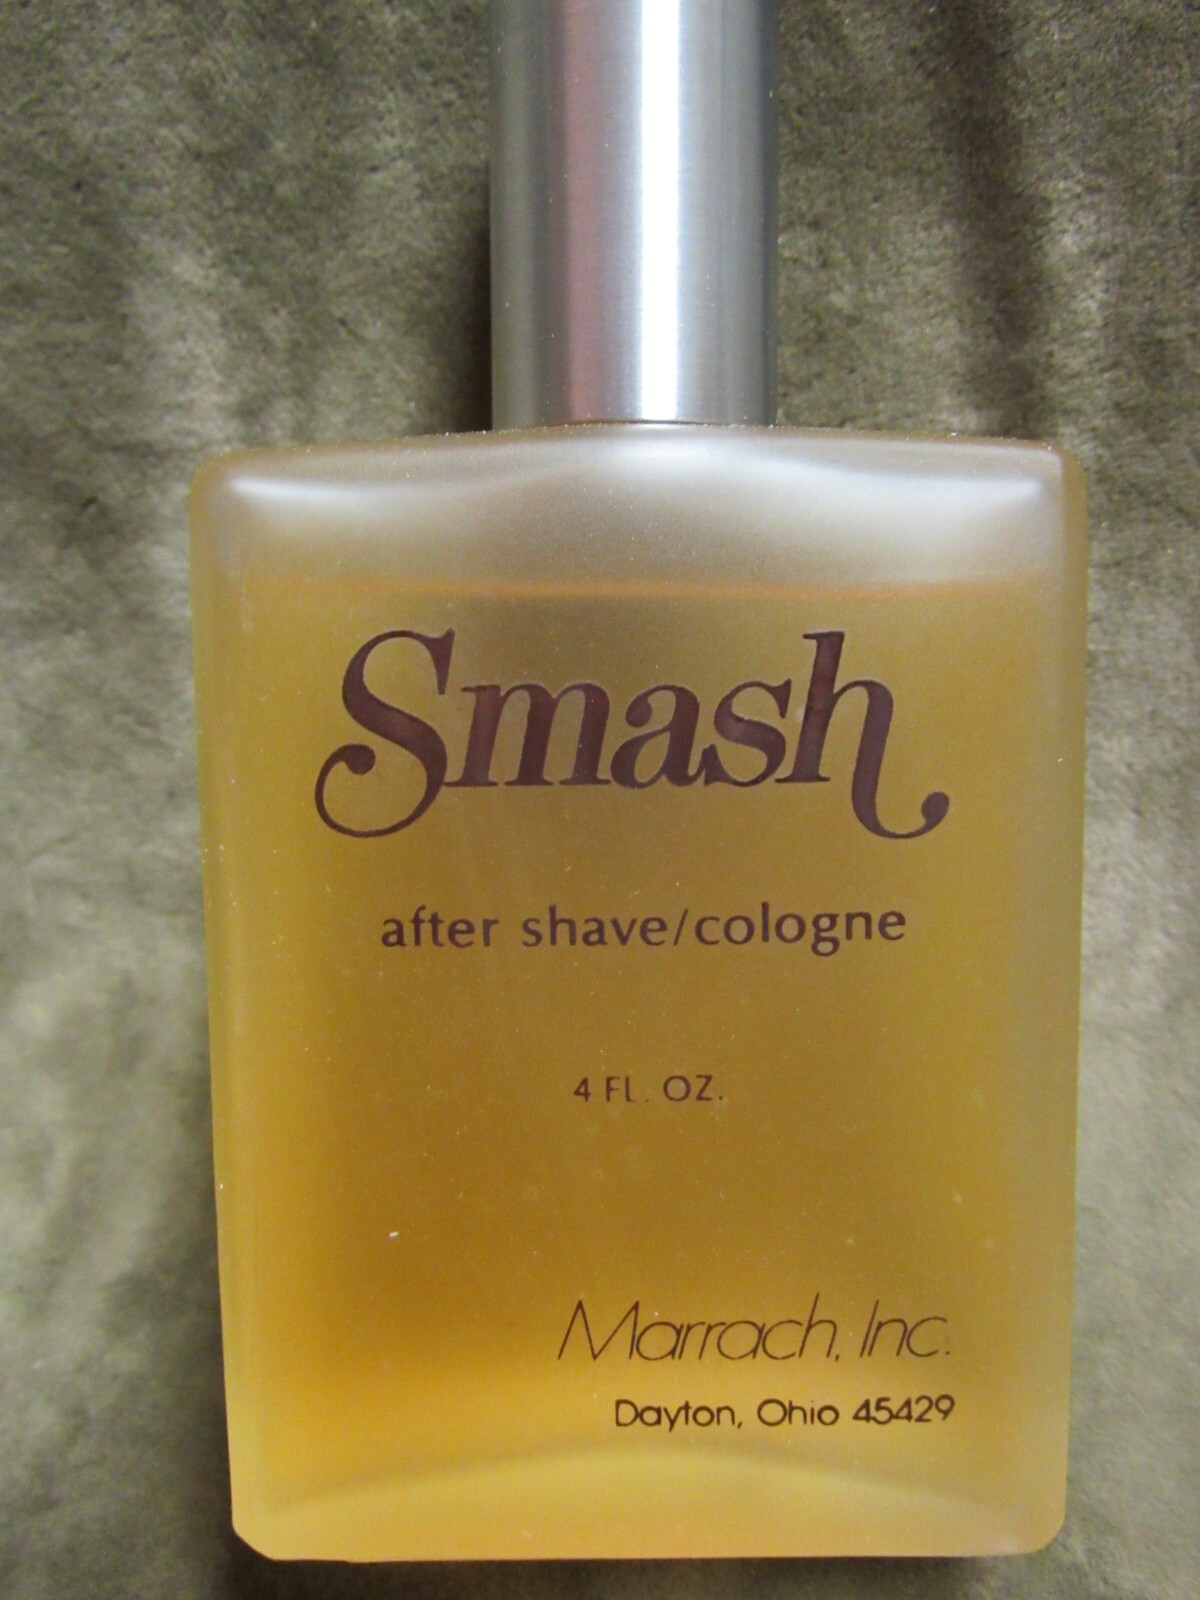 Smash
after shave/cologne
4 FL. OZ.
Marrach, Inc.
Dayton, Ohio 45429